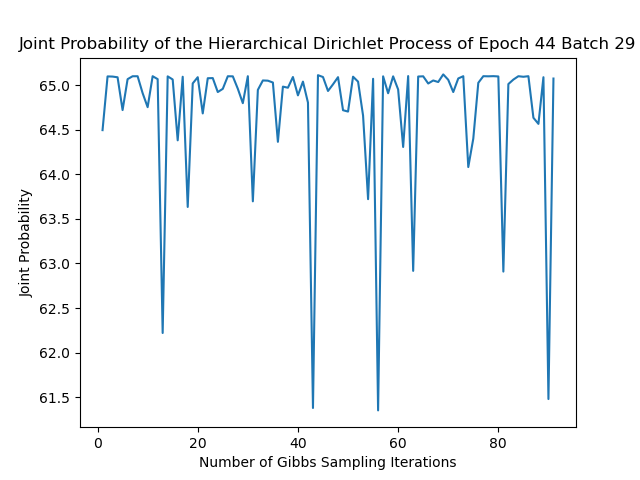 Joint Probability of the Hierarchical Dirichlet Process of Epoch 44 Batch 29
65.0
64.5
64.0
63.5
63.0
62.5
62.0
61.5
Joint Probability
0 20 40 60 80
Number of Gibbs Sampling Iterations